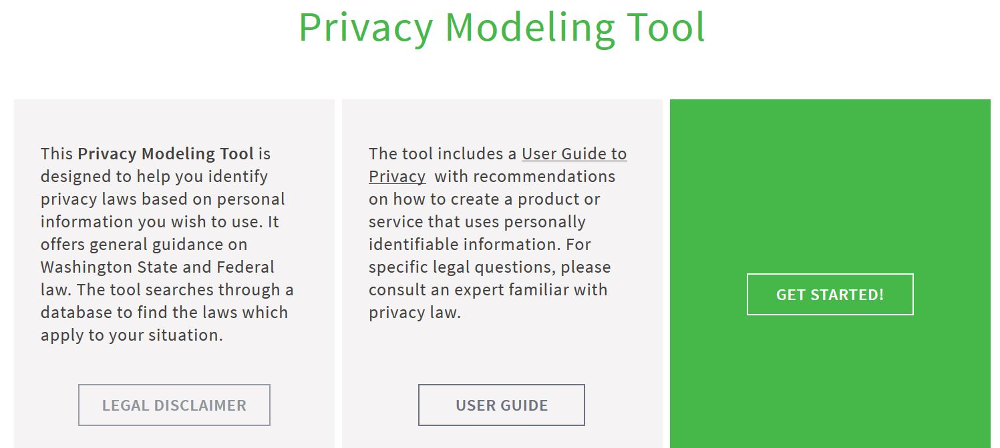 Privacy Modeling Tool
This Privacy Modeling Tool is
designed to help you identify
privacy laws based on personal
information you wish to use. It
offers general guidance on
Washington State and Federal
law. The tool searches through a
database to find the laws which
apply to your situation.
LEGAL DISCLAIMER
The tool includes a User Guide to
Privacy with recommendations
on how to create a product or
service that uses personally
identifiable information. For
specific legal questions, please
consult an expert familiar with
privacy law.
USER GUIDE
GET STARTED!